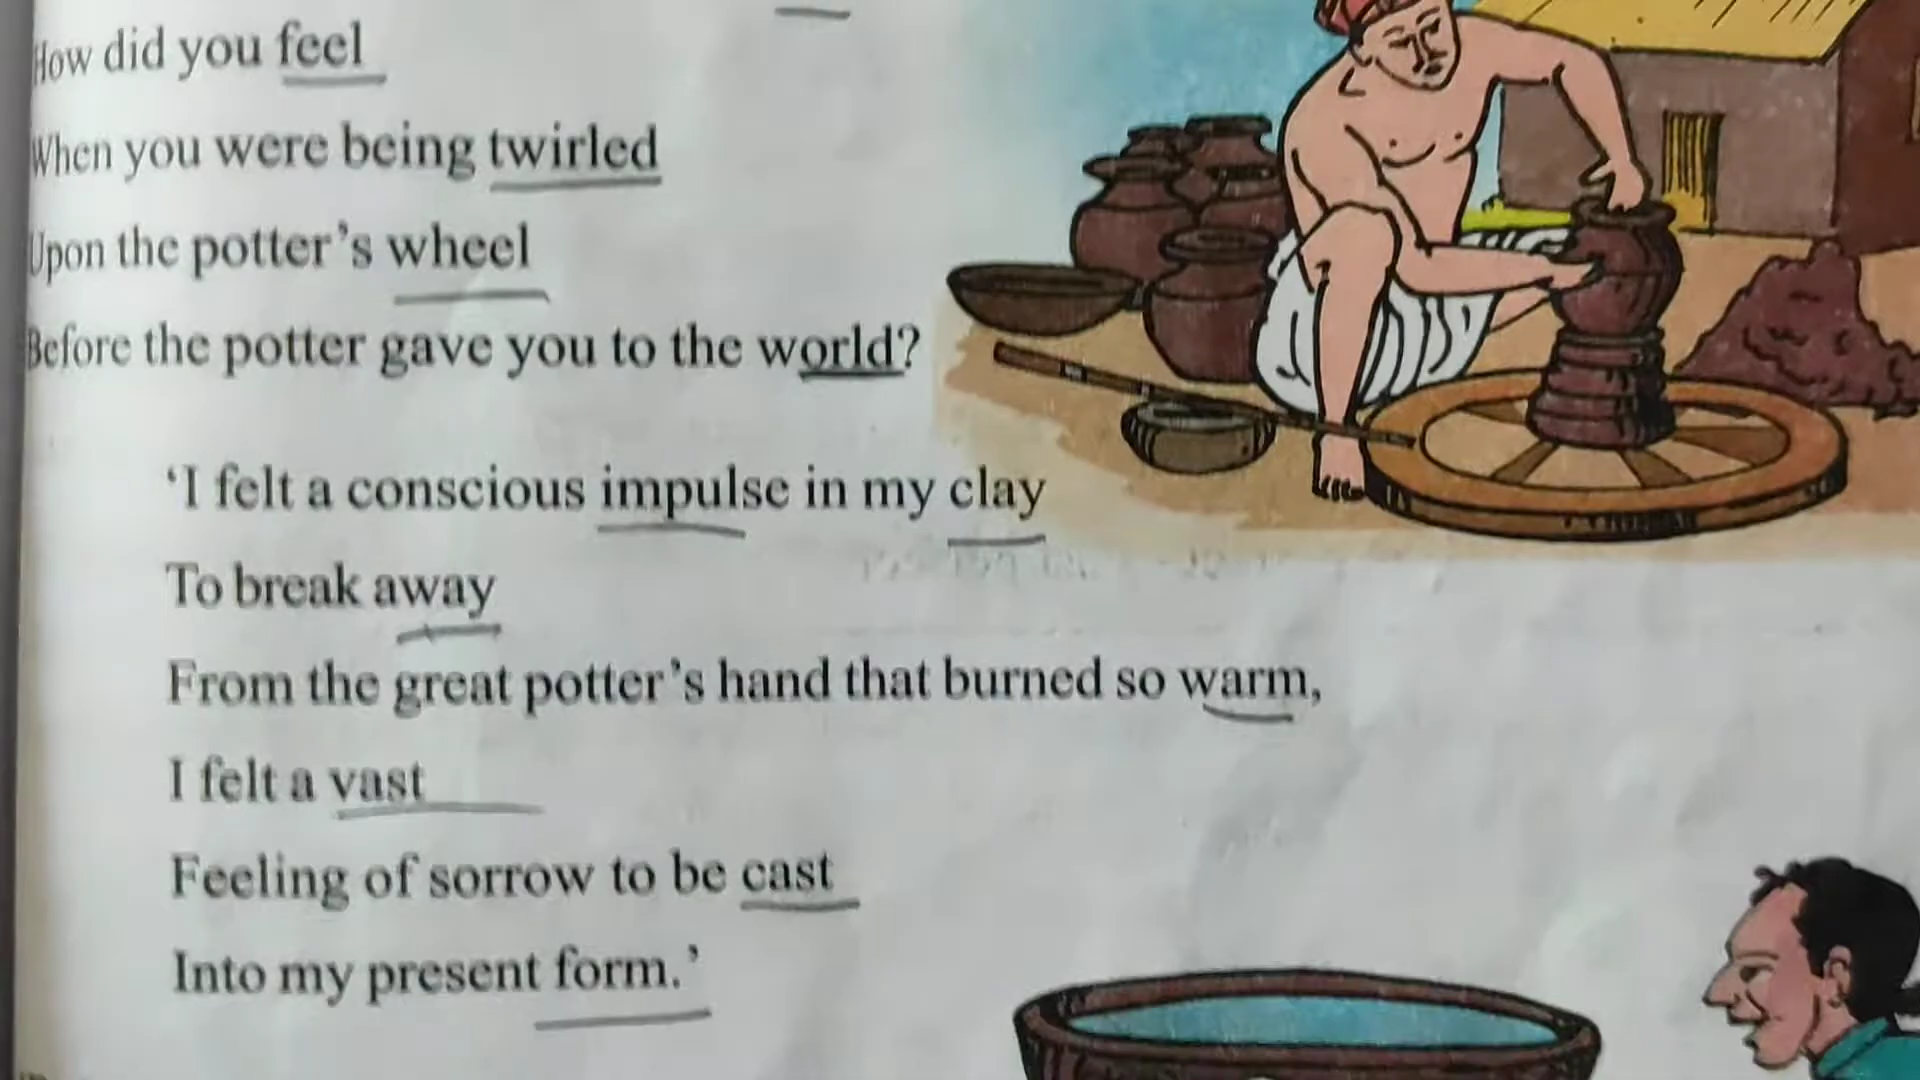 How did you feel
When you were being twirled
Upon the potter's wheel
Before the potter gave you to the world?
'I felt a conscious impulse in my clay
To break away
From the great potter's hand that burned so warm,
I felt a vast
Feeling of sorrow to be cast
Into my present form.'